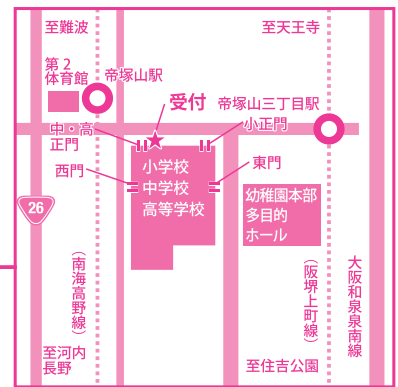 至難波
至天王寺
第2
体育館
帝塚山駅
受付
帝塚山三丁目駅
小正門
中・高
正門
西門
東門
小学校
中学校
高等学校
幼稚園本部
多目的
ホール
26
（南海高野線）
（阪堺上町線）
大阪和泉泉南線
至河内
長野
至住吉公園